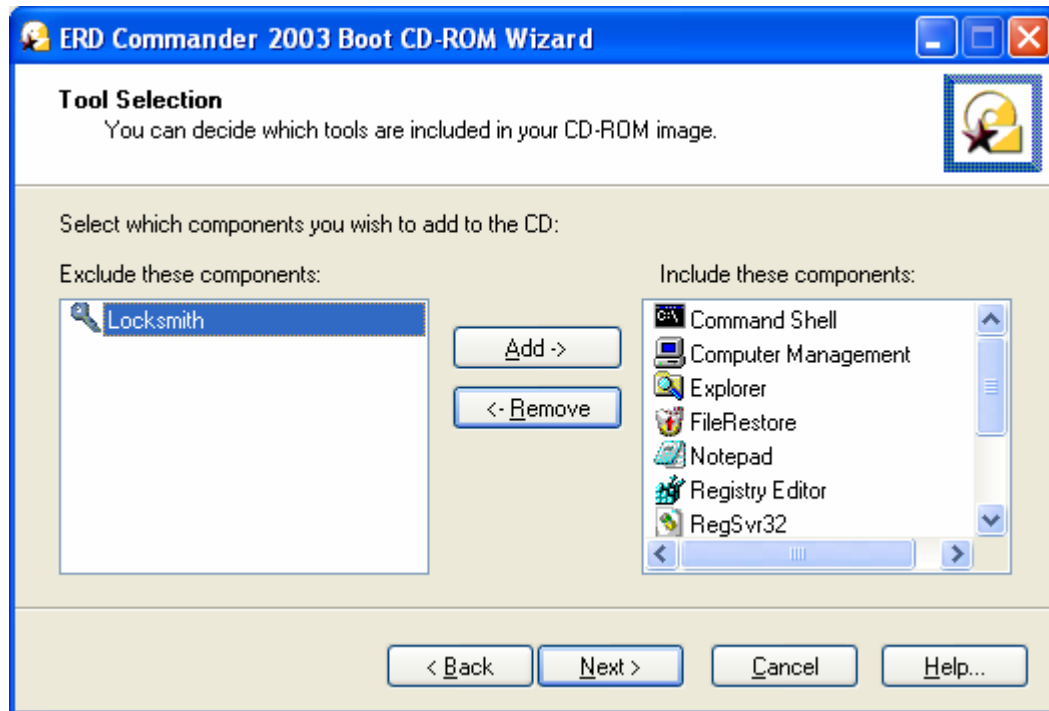 ERD Commander 2003 Boot CD-ROM Wizard
Tool Selection
You can decide which tools are included in your CD-ROM image.
Select which components you wish to add to the CD:
Exclude these components:
Include these components:
Locksmith
Add ->
<- Remove
Command Shell
Computer Management
Explorer
FileRestore
Notepad
Registry Editor
RegSvr32
< Back
Next >
Cancel
Help...